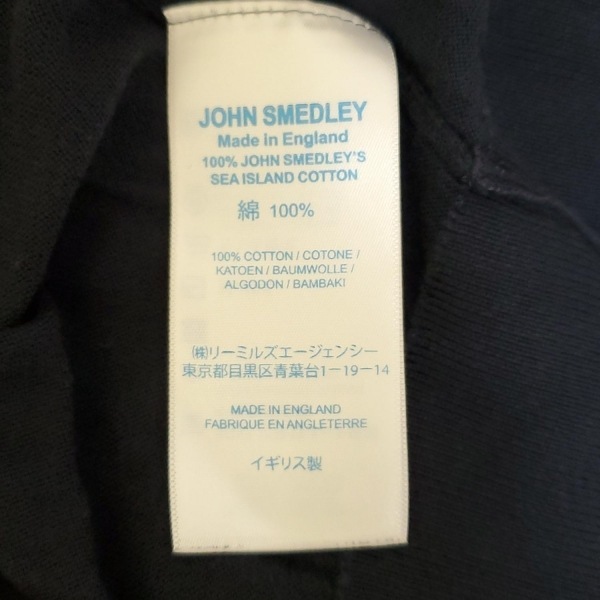 JOHN SMEDLEY
Made in England
100% JOHN SMEDLEY'S
SEA ISLAND COTTON
綿 100%
100% COTTON / COTONE /
KATOEN / BAUMWOLLE /
ALGODON / BAMBAKI
㈱リーミルズエージェンシー
東京都目黒区青葉台1-19-14
MADE IN ENGLAND
FABRIQUE EN ANGLETERRE
イギリス製